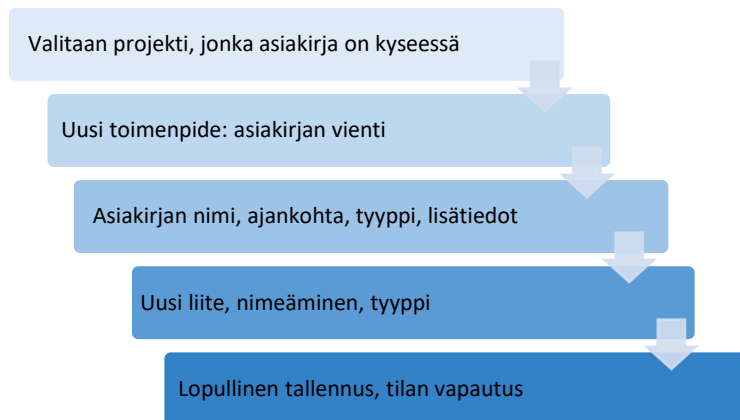 Valitaan projekti, jonka asiakirja on kyseessä
Uusi toimenpide: asiakirjan vienti
Asiakirjan nimi, ajankohta, tyyppi, lisätiedot
Uusi liite, nimeäminen, tyyppi
Lopullinen tallennus, tilan vapautus